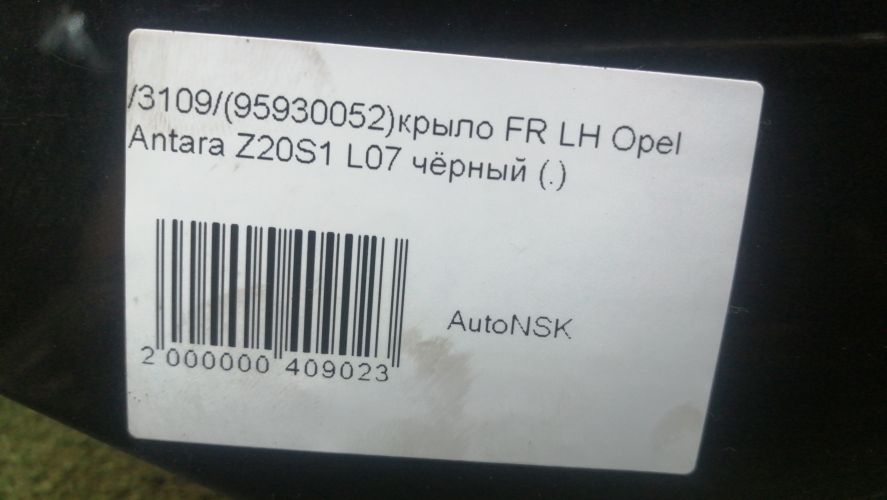 /3109/(95930052)крыло FR LH Opel
Antara Z20S1 L07 чёрный (.)
AutoNSK
2 000000 409023